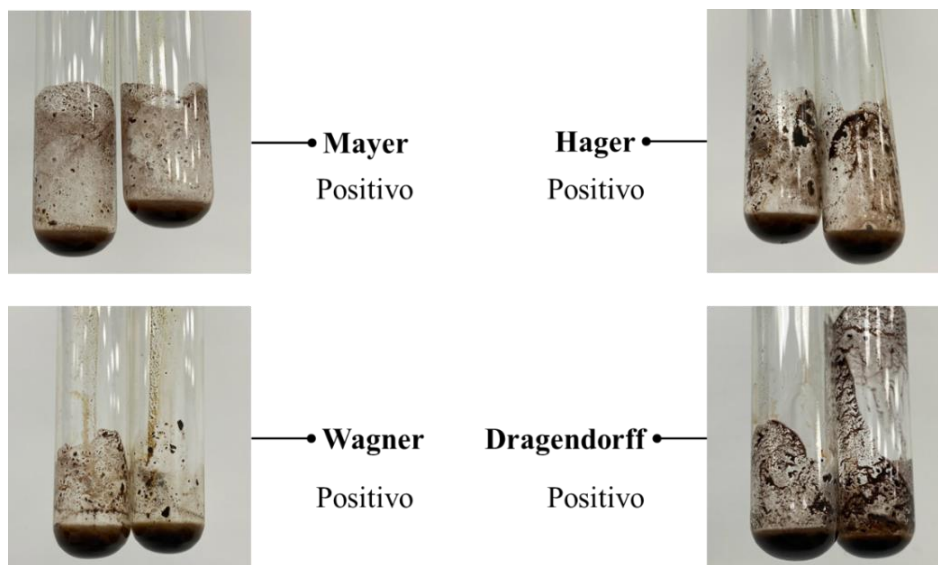 Mayer
Positivo
Hager
Positivo
Wagner
Positivo
Dragendorff
Positivo